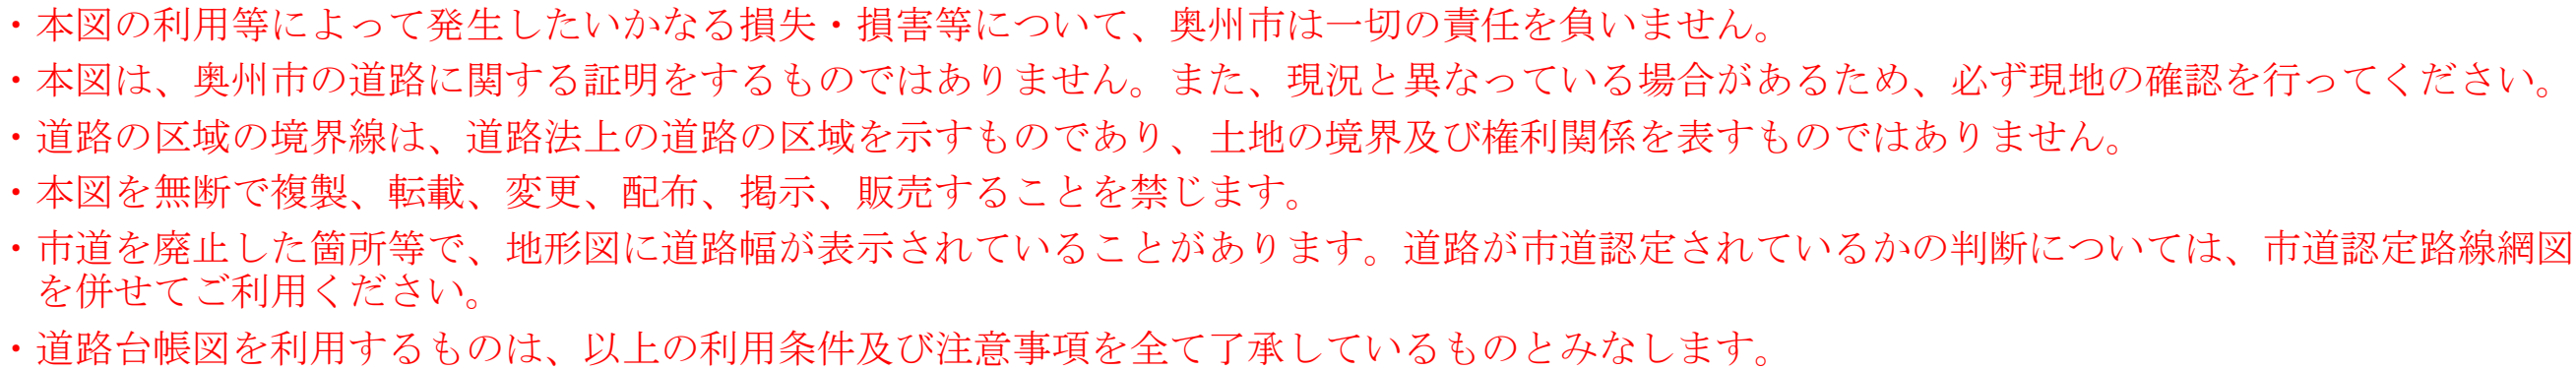 ・本図の利用等によって発生したいかなる損失・損害等について、奥州市は一切の責任を負いません。
・本図は、奥州市の道路に関する証明をするものではありません。また、現況と異なっている場合があるため、必ず現地の確認を行ってください。
・道路の区域の境界線は、道路法上の道路の区域を示すものであり、土地の境界及び権利関係を表すものではありません。
・本図を無断で複製、転載、変更、配布、掲示、販売することを禁じます。
・市道を廃止した箇所等で、地形図に道路幅が表示されていることがあります。道路が市道認定されているかの判断については、市道認定路線網図
を併せてご利用ください。
・道路台帳図を利用するものは、以上の利用条件及び注意事項を全て了承しているものとみなします。